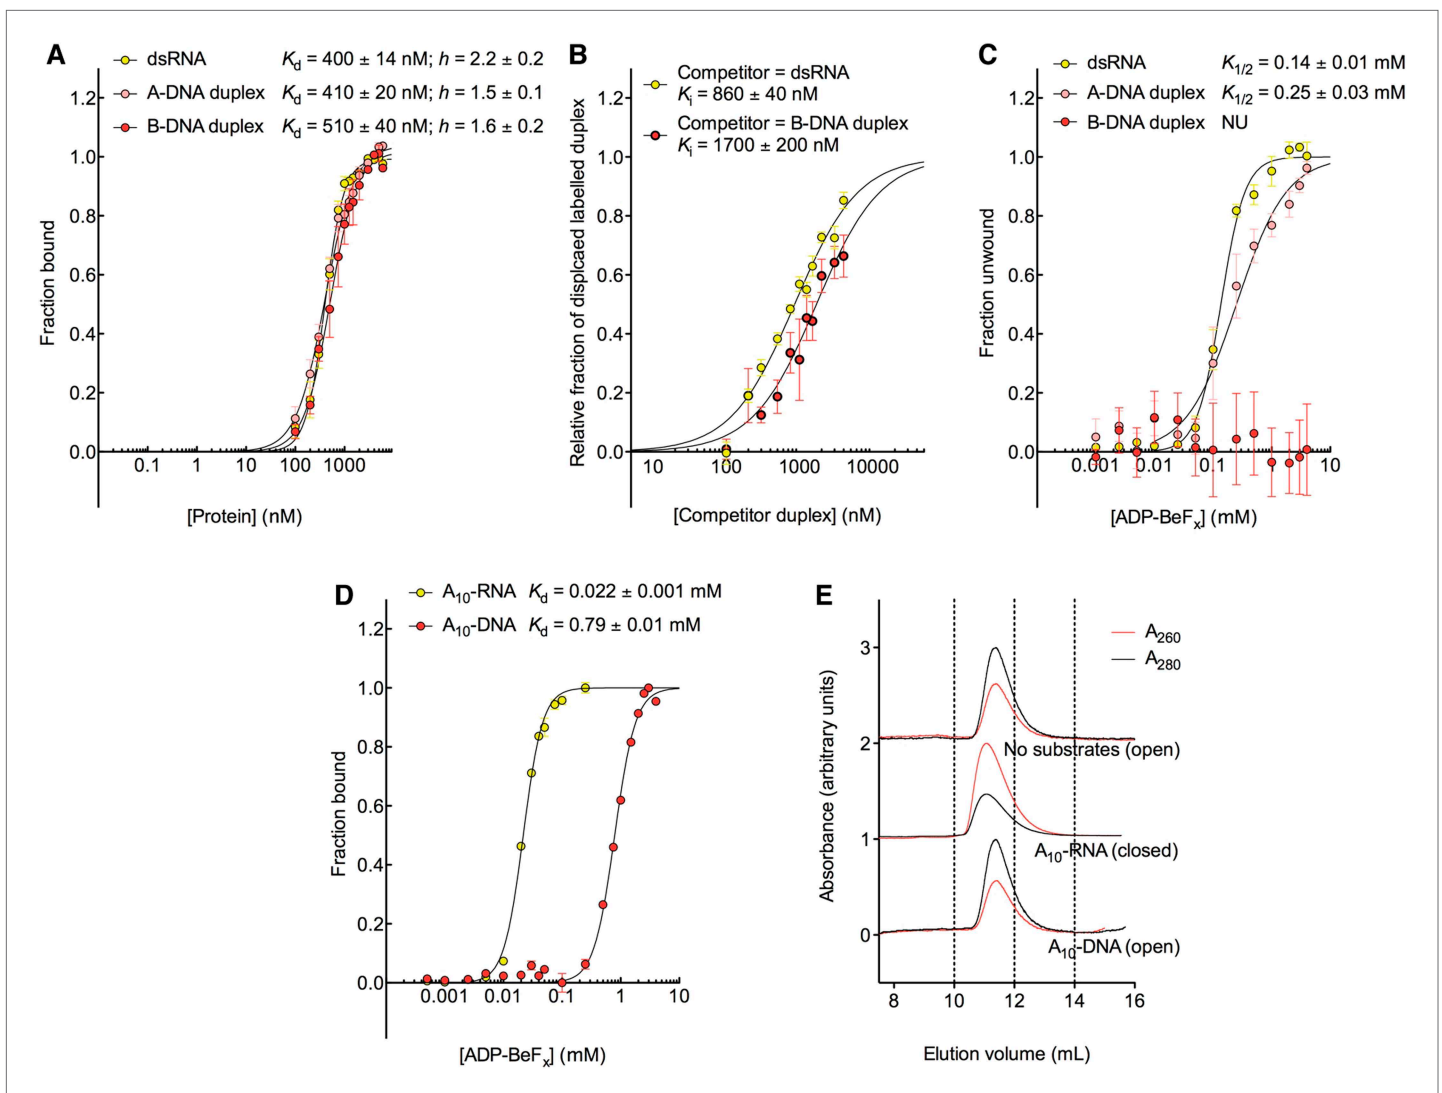 A
dsRNA Kd = 400 ± 14 nM; h = 2.2 ± 0.2
A-DNA duplex Kd = 410 ± 20 nM; h = 1.5 ± 0.1
B-DNA duplex Kd = 510 ± 40 nM; h = 1.6 ± 0.2
1.2
1.0
0.8
0.6
0.4
0.2
0.0
Fraction bound
0.1 1 10 100 1000
[Protein] (nM)
B
Competitor = dsRNA
Ki = 860 ± 40 nM
Competitor = B-DNA duplex
Ki = 1700 ± 200 nM
1.2
1.0
0.8
0.6
0.4
0.2
0.0
Relative fraction of displcaed labelled duplex
10 100 1000 10000
[Competitor duplex] (nM)
C
dsRNA K1/2 = 0.14 ± 0.01 mM
A-DNA duplex K1/2 = 0.25 ± 0.03 mM
B-DNA duplex NU
1.2
1.0
0.8
0.6
0.4
0.2
0.0
Fraction unwound
0.001 0.01 0.1 1 10
[ADP-BeFx] (mM)
D
A10-RNA Kd = 0.022 ± 0.001 mM
A10-DNA Kd = 0.79 ± 0.01 mM
1.2
1.0
0.8
0.6
0.4
0.2
0.0
Fraction bound
0.001 0.01 0.1 1 10
[ADP-BeFx] (mM)
E
A260
A280
3
2
1
0
Absorbance (arbitrary units)
No substrates (open)
A10-RNA (closed)
A10-DNA (open)
8 10 12 14 16
Elution volume (mL)